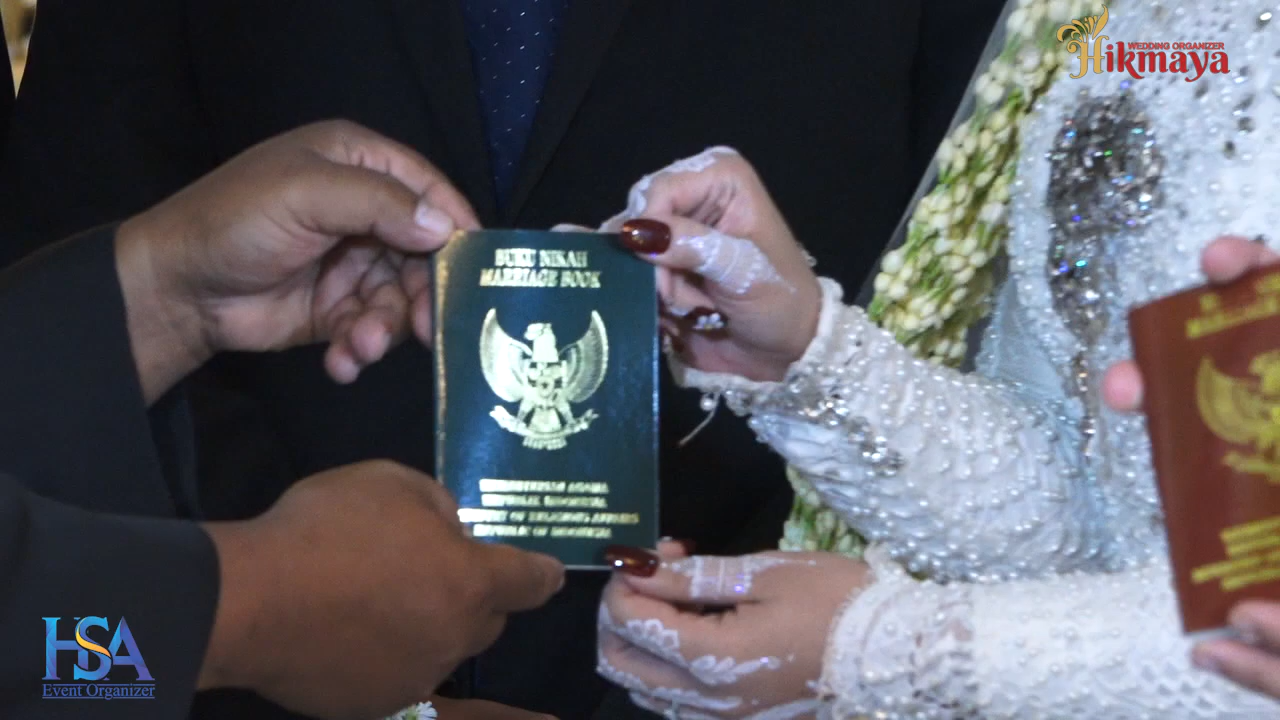 WEDDING ORGANIZER
Hikmaya
BUKU NIKAH
MARRIAGE BOOK
KEMENTERIAN AGAMA
REPUBLIK INDONESIA
MINISTRY OF RELIGIOUS AFFAIRS
REPUBLIC OF INDONESIA
HSA
Event Organizer